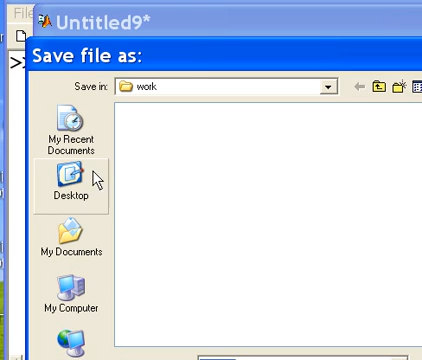 File
Untitled9*
Save file as:
>>
Save in: work
My Recent
Documents
Desktop
My Documents
My Computer